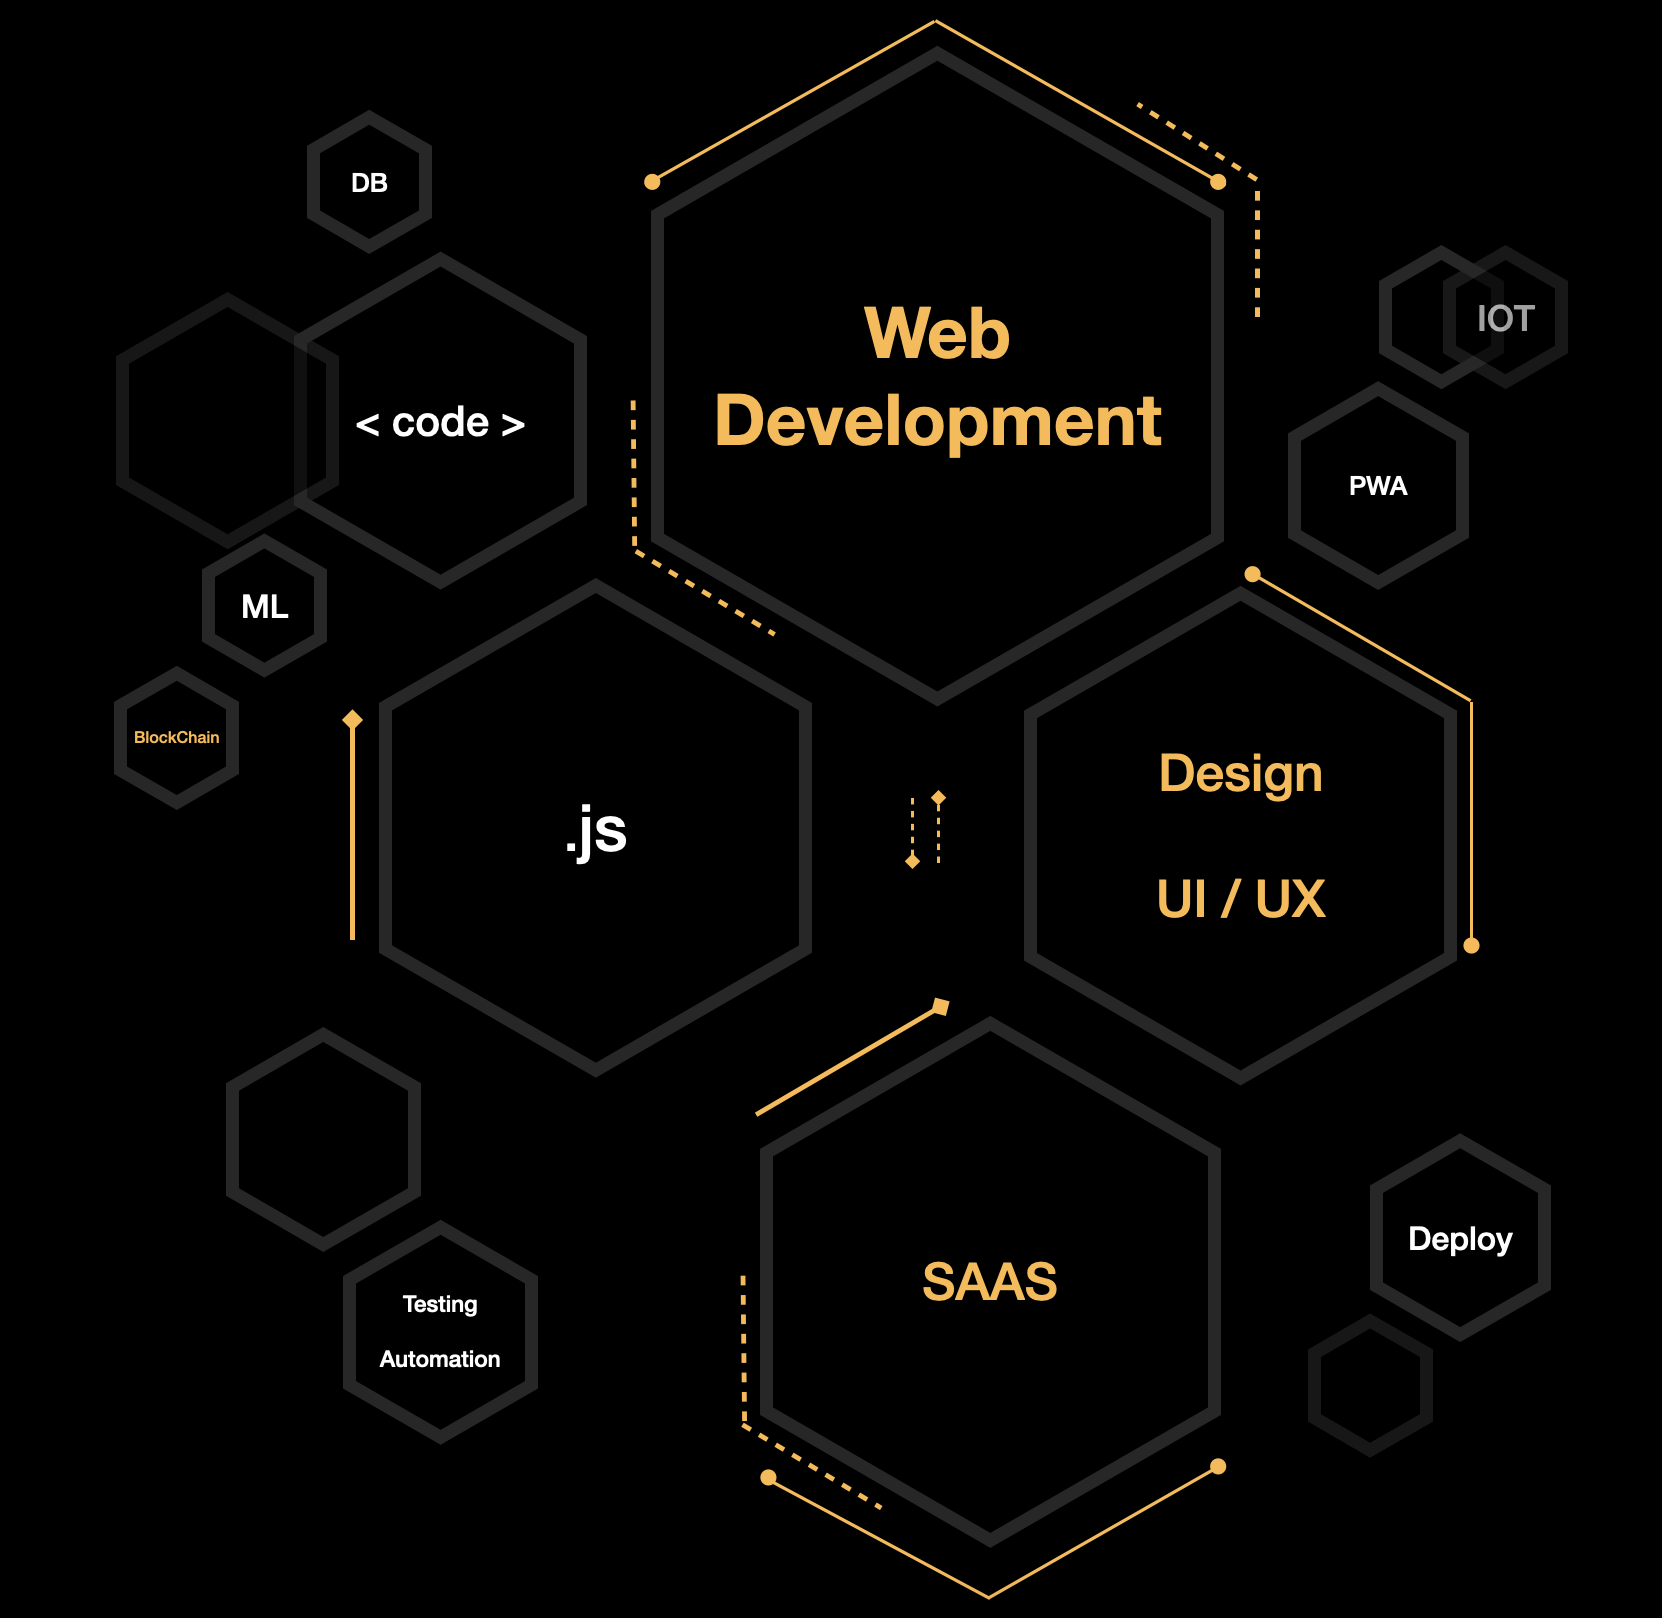 DB
Web
Development
IOT
< code >
PWA
ML
BlockChain
.js
Design
UI / UX
SAAS
Deploy
Testing
Automation